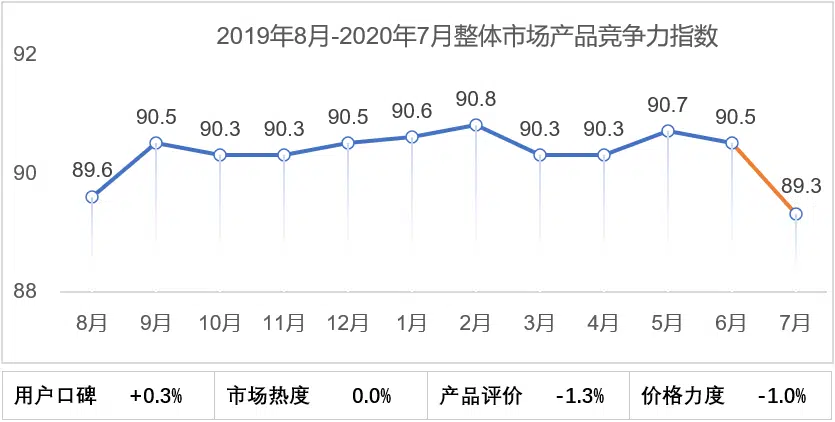 2019年8月-2020年7月整体市场产品竞争力指数
92
90
88
89.6 90.5 90.3 90.3 90.5 90.6 90.8 90.3 90.3 90.7 90.5 89.3
8月 9月 10月 11月 12月 1月 2月 3月 4月 5月 6月 7月
用户口碑 +0.3% 市场热度 0.0% 产品评价 -1.3% 价格力度 -1.0%